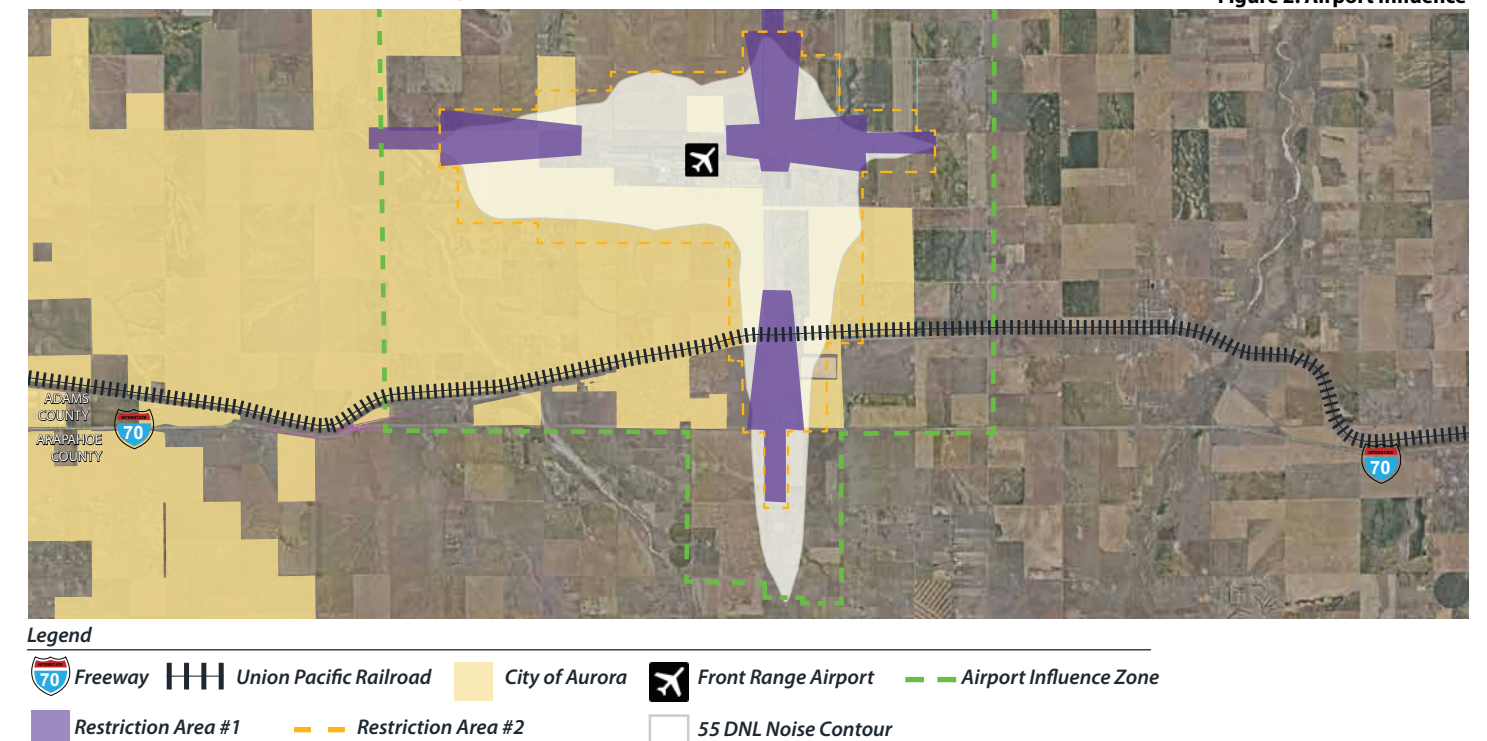 Figure 2: Airport Influence
ADAMS
COUNTY
70
ARAPAHOE
COUNTY
70
Legend
70 Freeway Union Pacific Railroad City of Aurora Front Range Airport Airport Influence Zone
Restriction Area #1 Restriction Area #2 55 DNL Noise Contour